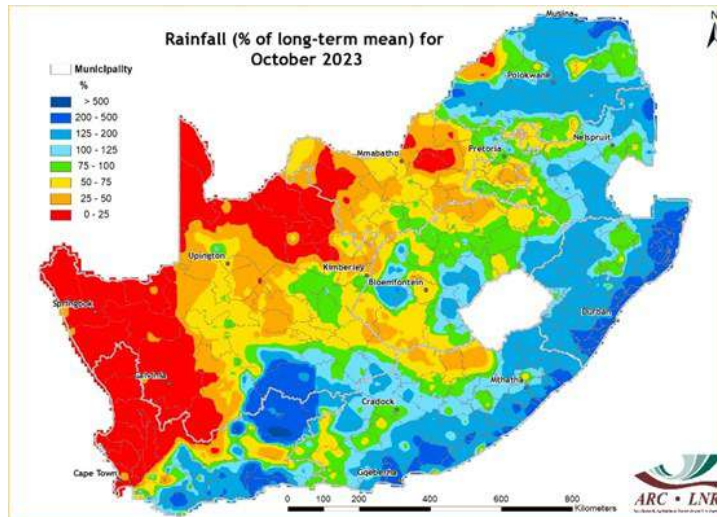 Rainfall (% of long-term mean) for
October 2023
N
Municipality
%
> 500
200 - 500
125 - 200
100 - 125
75 - 100
50 - 75
25 - 50
0 - 25
Musina
Polokwane
Nelspruit
Pretoria
Mmabatho
Upington
Kimberley
Bloemfontein
Springbok
Durban
Calvinia
Mthatha
Cradock
Cape Town
Gqeberha
0 100 200 400 600 800
Kilometers
ARC • LNR